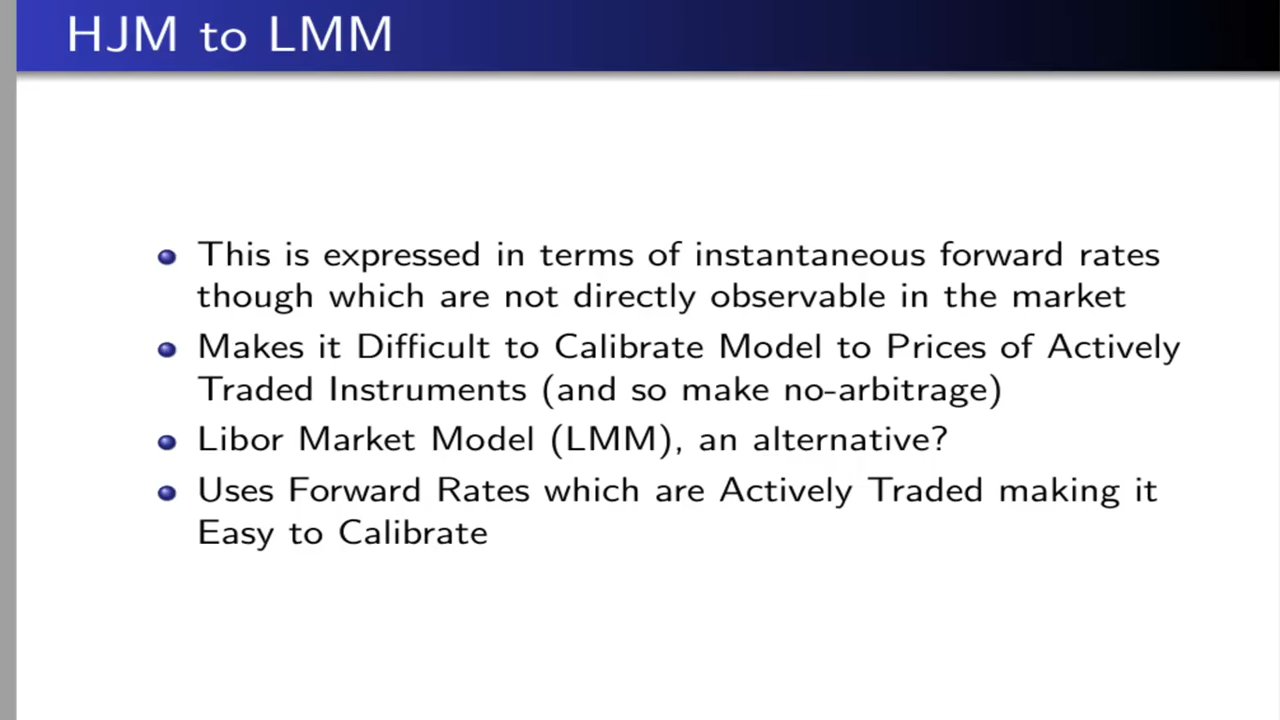 HJM to LMM
This is expressed in terms of instantaneous forward rates
though which are not directly observable in the market
Makes it Difficult to Calibrate Model to Prices of Actively
Traded Instruments (and so make no-arbitrage)
Libor Market Model (LMM), an alternative?
Uses Forward Rates which are Actively Traded making it
Easy to Calibrate